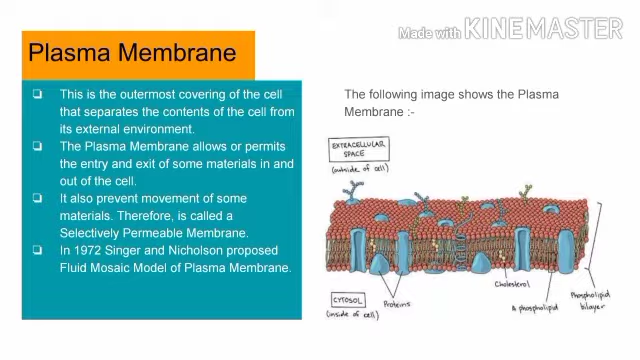 Made with KINEMASTER
Plasma Membrane
❑ This is the outermost covering of the cell
that separates the contents of the cell from
its external environment.
❑ The Plasma Membrane allows or permits
the entry and exit of some materials in and
out of the cell.
❑ It also prevent movement of some
materials. Therefore, is called a
Selectively Permeable Membrane.
❑ In 1972 Singer and Nicholson proposed
Fluid Mosaic Model of Plasma Membrane.
The following image shows the Plasma
Membrane :-
EXTRACELLULAR
SPACE
(outside of cell)
CYTOSOL
(inside of cell)
Proteins
Cholesterol
A phospholipid
Phospholipid
bilayer